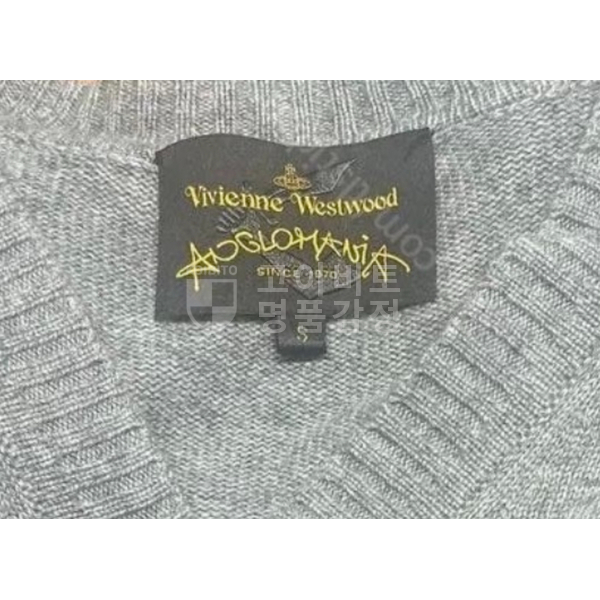 Vivienne Westwood
ANGLOMANIA
SINCE 1970
명품감정
S